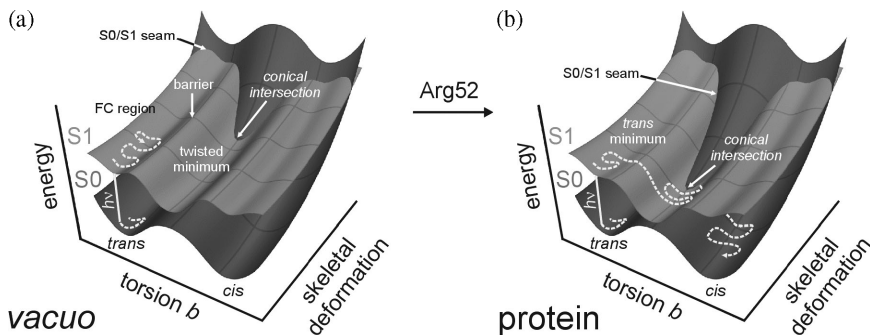 (a)
S0/S1 seam
conical
intersection
barrier
FC region
twisted
minimum
S1
S0
energy
hν
trans
cis
torsion b
skeletal
deformation
vacuo
Arg52
(b)
S0/S1 seam
trans
minimum
conical
intersection
S1
S0
energy
hν
trans
cis
torsion b
skeletal
deformation
protein